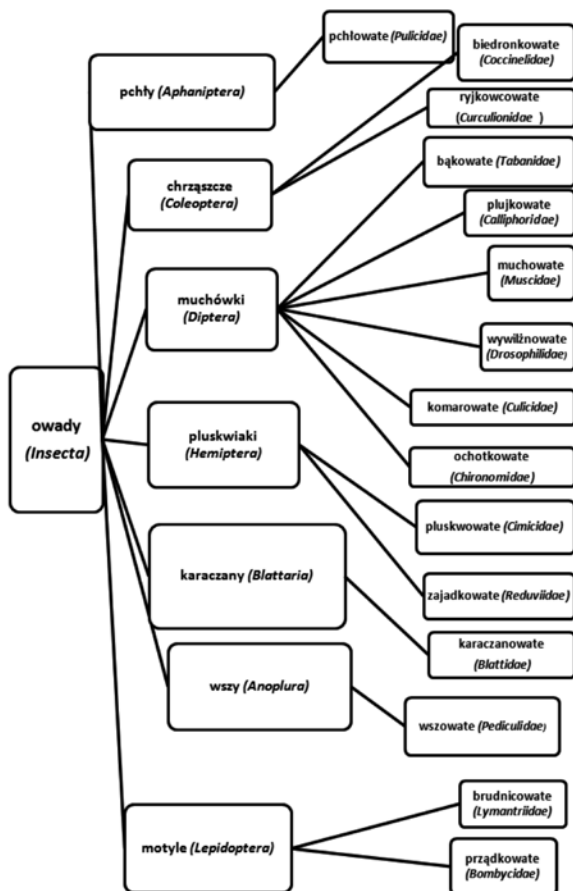 owady
(Insecta)
pchły (Aphaniptera)
pchłowate (Pulicidae)
chrząszcze
(Coleoptera)
biedronkowate
(Coccinelidae)
ryjkowcowate
(Curculionidae )
muchówki
(Diptera)
bąkowate (Tabanidae)
plujkowate
(Calliphoridae)
muchowate
(Muscidae)
wywilżnowate
(Drosophilidae)
komarowate (Culicidae)
ochotkowate
(Chironomidae)
pluskwiaki
(Hemiptera)
pluskwowate (Cimicidae)
zajadkowate (Reduviidae)
karaczany (Blattaria)
karaczanowate
(Blattidae)
wszy (Anoplura)
wszowate (Pediculidae)
motyle (Lepidoptera)
brudnicowate
(Lymantriidae)
prządkowate
(Bombycidae)